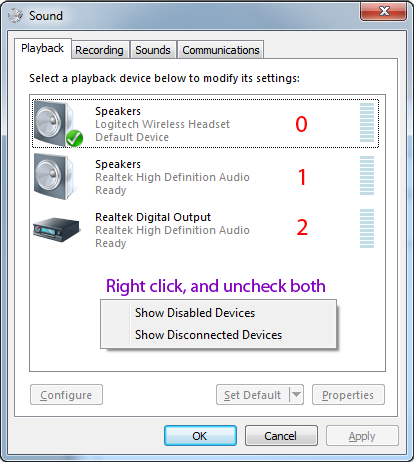 Sound
Playback Recording Sounds Communications
Select a playback device below to modify its settings:
Speakers
Logitech Wireless Headset
Default Device
0
Speakers
Realtek High Definition Audio
Ready
1
Realtek Digital Output
Realtek High Definition Audio
Ready
2
Right click, and uncheck both
Show Disabled Devices
Show Disconnected Devices
Configure Set Default Properties
OK Cancel Apply